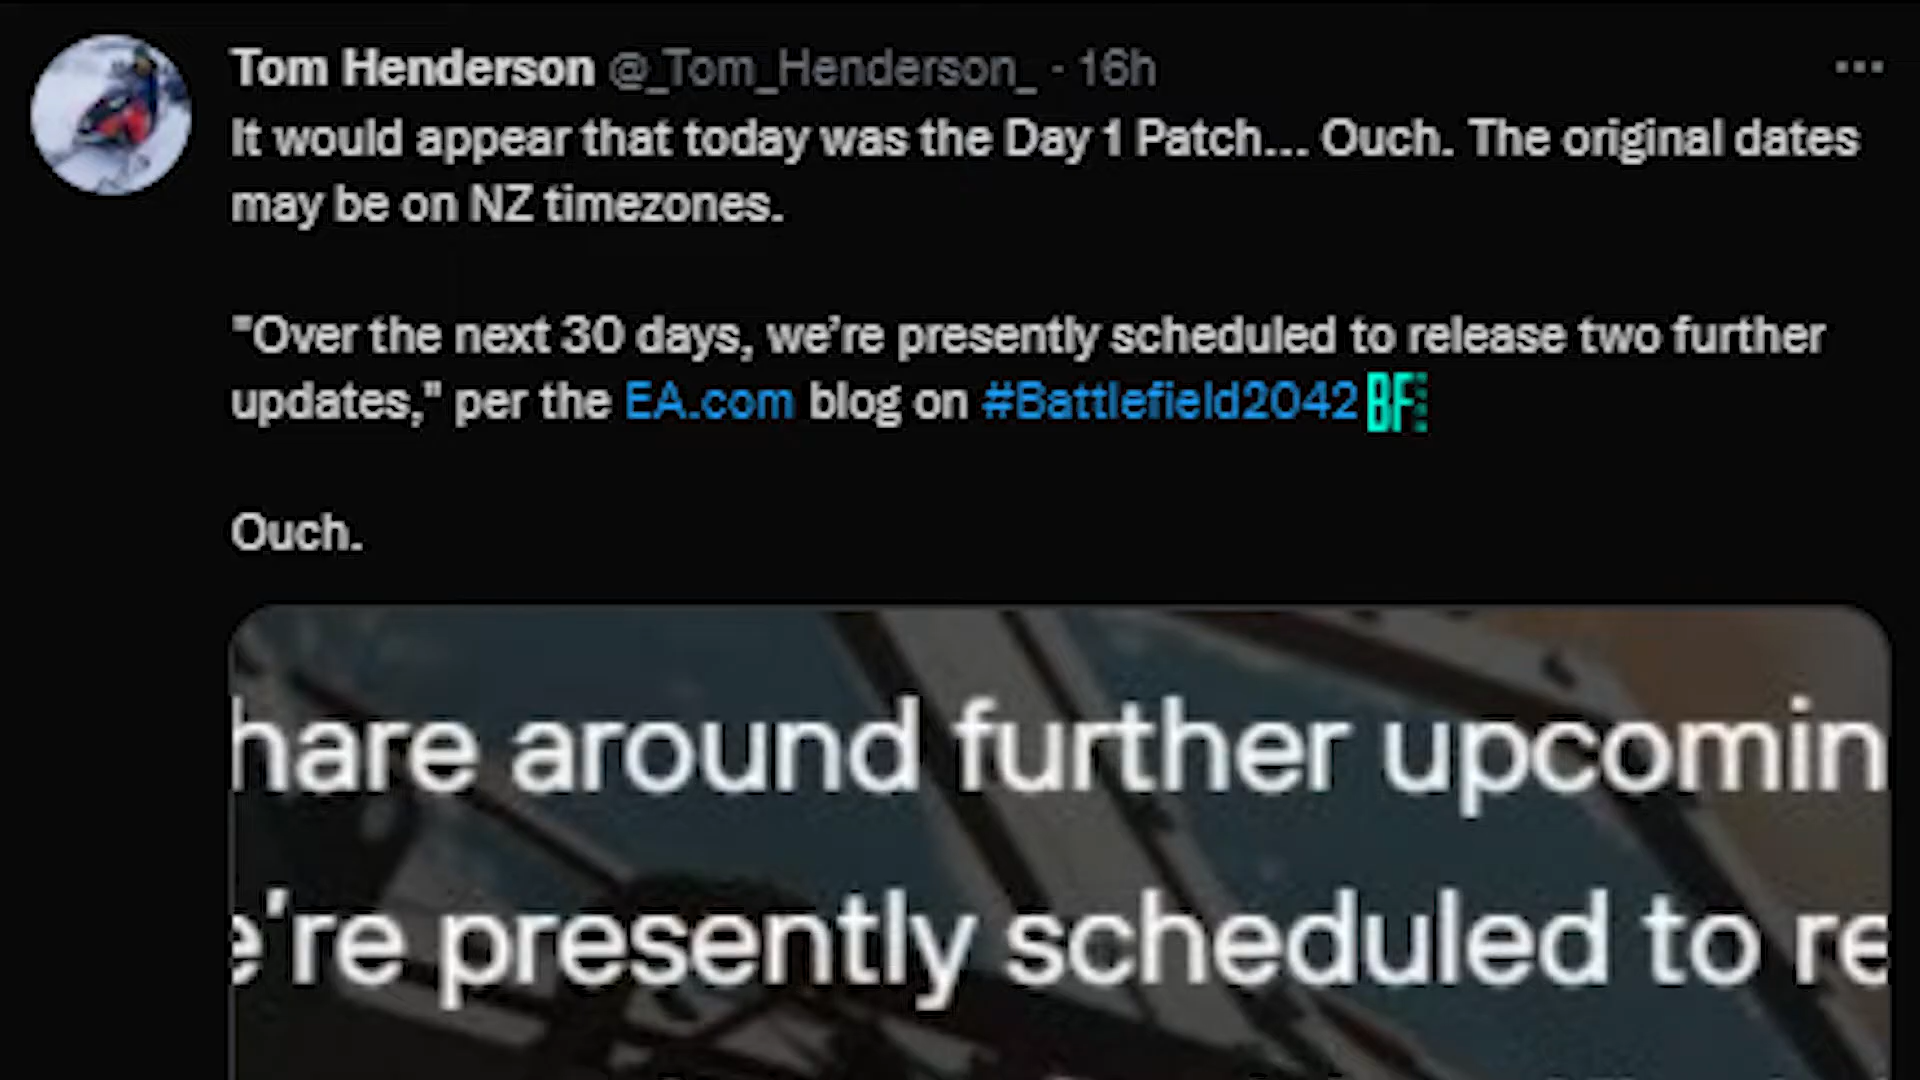 Tom Henderson @_Tom_Henderson_ · 16h
It would appear that today was the Day 1 Patch... Ouch. The original dates
may be on NZ timezones.
"Over the next 30 days, we’re presently scheduled to release two further
updates," per the EA.com blog on #Battlefield2042 BF
Ouch.
hare around further upcomin
e're presently scheduled to re